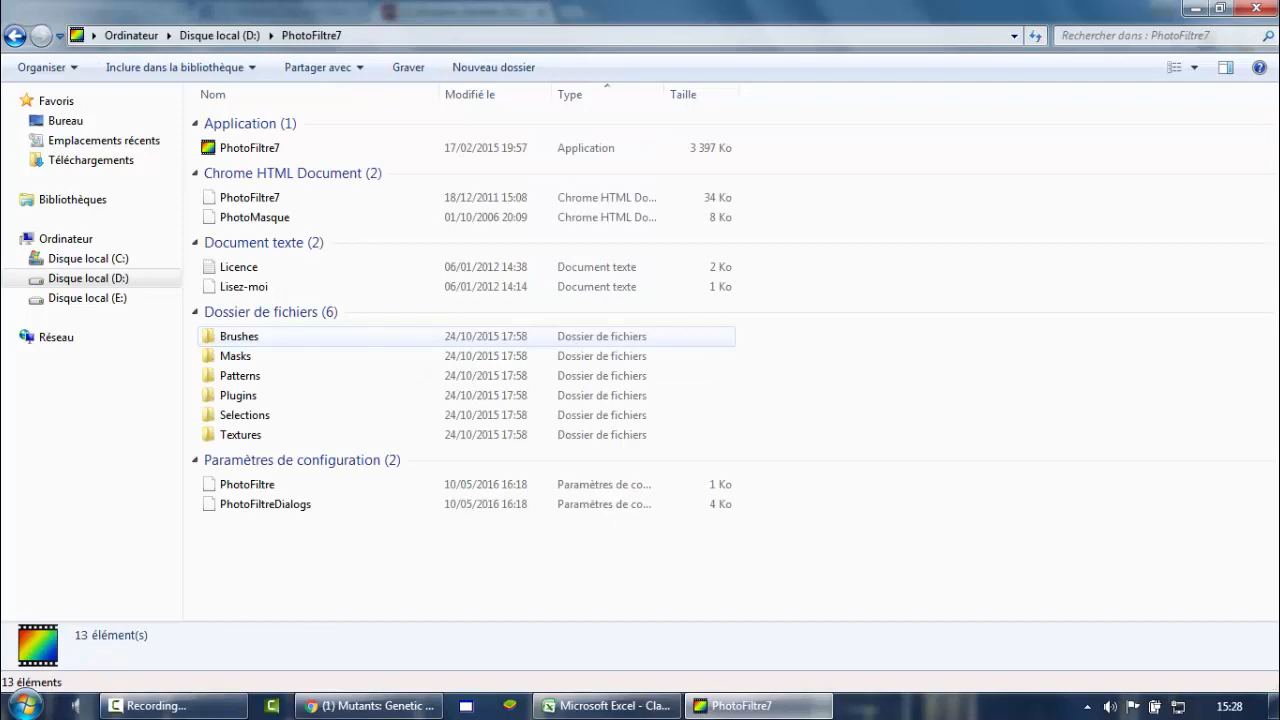 Ordinateur Disque local (D:) PhotoFiltre7 Rechercher dans : PhotoFiltre7
Organiser Inclure dans la bibliothèque Partager avec Graver Nouveau dossier
Favoris
Bureau
Emplacements récents
Téléchargements
Bibliothèques
Ordinateur
Disque local (C:)
Disque local (D:)
Disque local (E:)
Réseau
Nom Modifié le Type Taille
Application (1)
PhotoFiltre7 17/02/2015 19:57 Application 3 397 Ko
Chrome HTML Document (2)
PhotoFiltre7 18/12/2011 15:08 Chrome HTML Do... 34 Ko
PhotoMasque 01/10/2006 20:09 Chrome HTML Do... 8 Ko
Document texte (2)
Licence 06/01/2012 14:38 Document texte 2 Ko
Lisez-moi 06/01/2012 14:14 Document texte 1 Ko
Dossier de fichiers (6)
Brushes 24/10/2015 17:58 Dossier de fichiers
Masks 24/10/2015 17:58 Dossier de fichiers
Patterns 24/10/2015 17:58 Dossier de fichiers
Plugins 24/10/2015 17:58 Dossier de fichiers
Selections 24/10/2015 17:58 Dossier de fichiers
Textures 24/10/2015 17:58 Dossier de fichiers
Paramètres de configuration (2)
PhotoFiltre 10/05/2016 16:18 Paramètres de co... 1 Ko
PhotoFiltreDialogs 10/05/2016 16:18 Paramètres de co... 4 Ko
13 élément(s)
13 éléments
Recording... (1) Mutants: Genetic ... Microsoft Excel - Cla... PhotoFiltre7 15:28